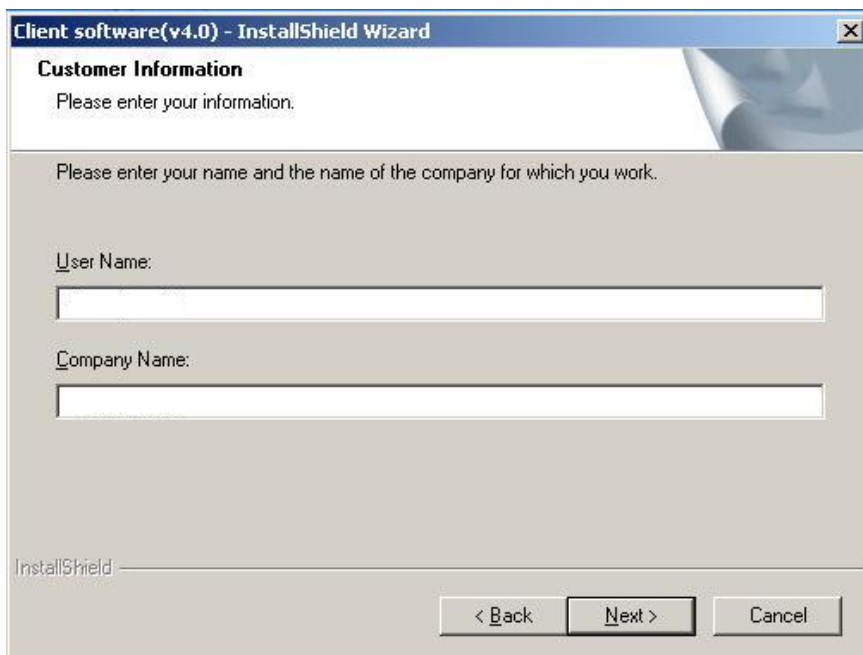 Client software(v4.0) - InstallShield Wizard
Customer Information
Please enter your information.
Please enter your name and the name of the company for which you work.
User Name:
Company Name:
InstallShield
< Back Next > Cancel